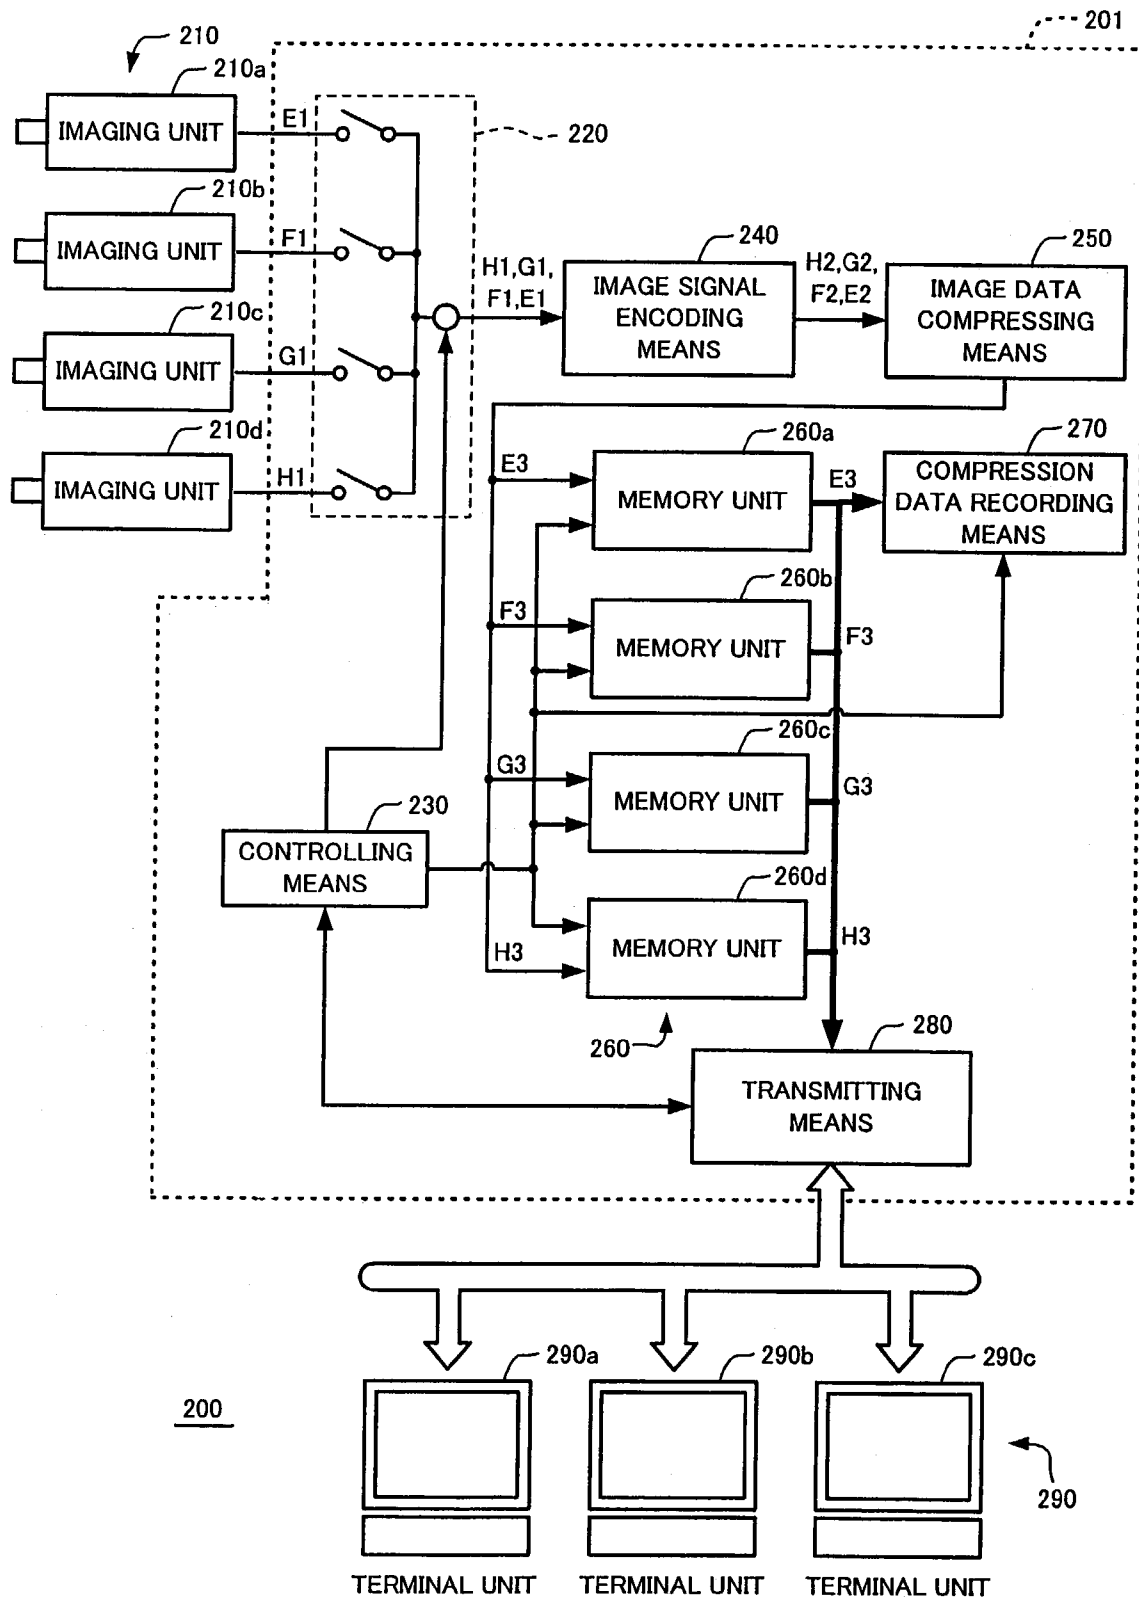 201
210
210a
IMAGING UNIT
E1
220
210b
IMAGING UNIT
F1
210c
IMAGING UNIT
G1
210d
IMAGING UNIT
H1
H1,G1,
F1,E1
240
IMAGE SIGNAL
ENCODING
MEANS
H2,G2,
F2,E2
250
IMAGE DATA
COMPRESSING
MEANS
E3
260a
MEMORY UNIT
E3
270
COMPRESSION
DATA RECORDING
MEANS
F3
260b
MEMORY UNIT
F3
G3
260c
MEMORY UNIT
G3
230
CONTROLLING
MEANS
260d
MEMORY UNIT
H3
H3
260
280
TRANSMITTING
MEANS
200
290a
290b
290c
290
TERMINAL UNIT
TERMINAL UNIT
TERMINAL UNIT